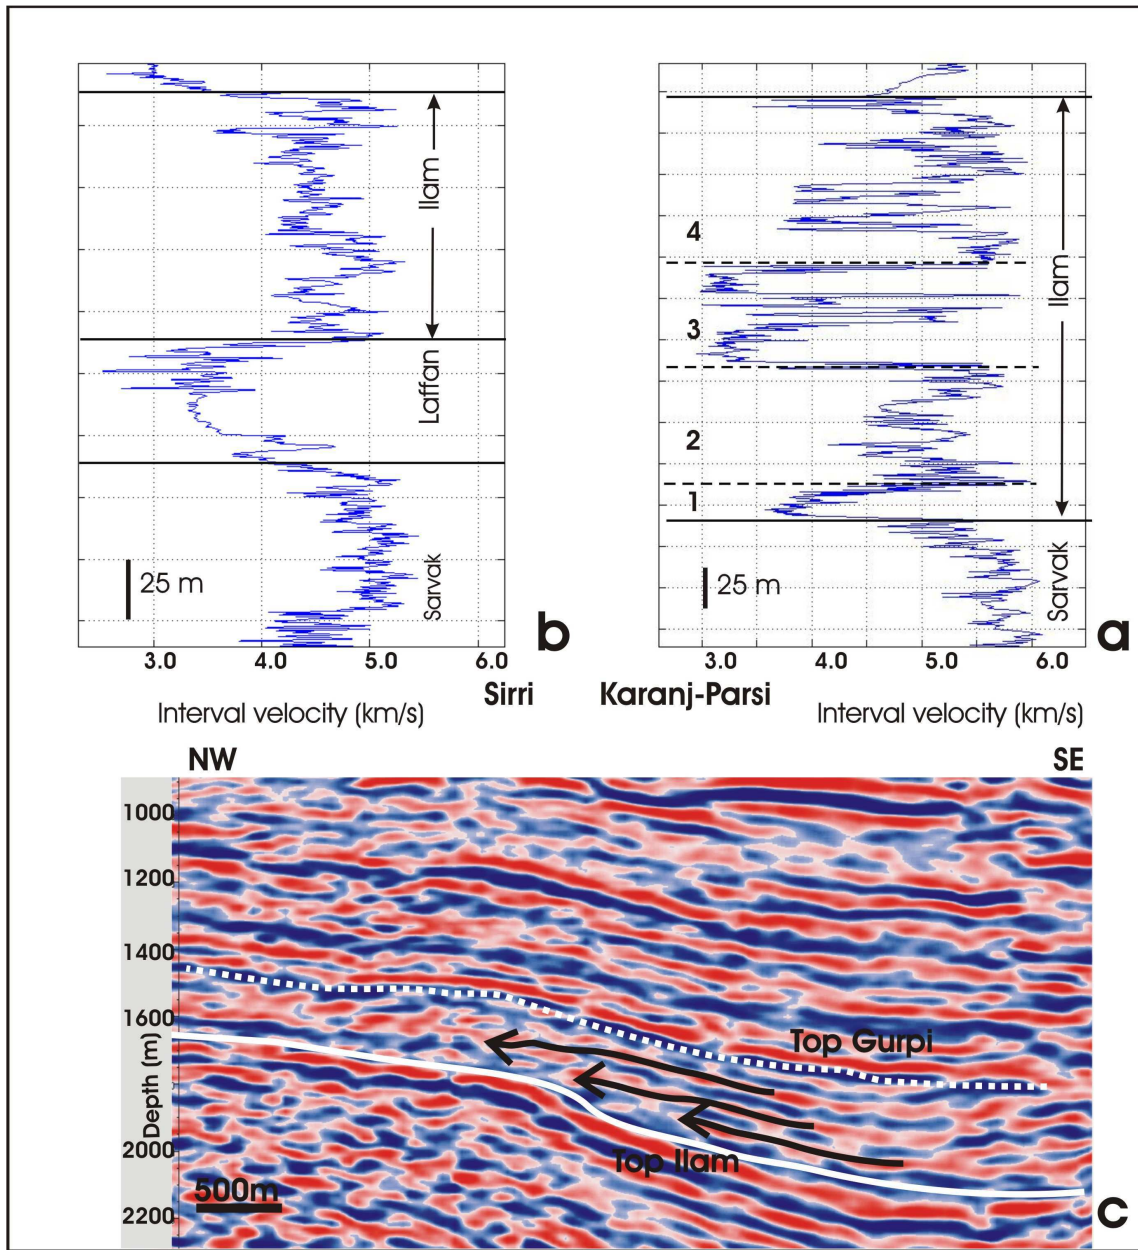 Ilam
Laffan
Sarvak
25 m
b
3.0 4.0 5.0 6.0
Sirri
Interval velocity (km/s)
4
3
2
1
Ilam
Sarvak
25 m
a
3.0 4.0 5.0 6.0
Karanj-Parsi
Interval velocity (km/s)
NW
SE
1000
1200
1400
1600
Depth (m)
2000
2200
Top Gurpi
Top Ilam
500m
c